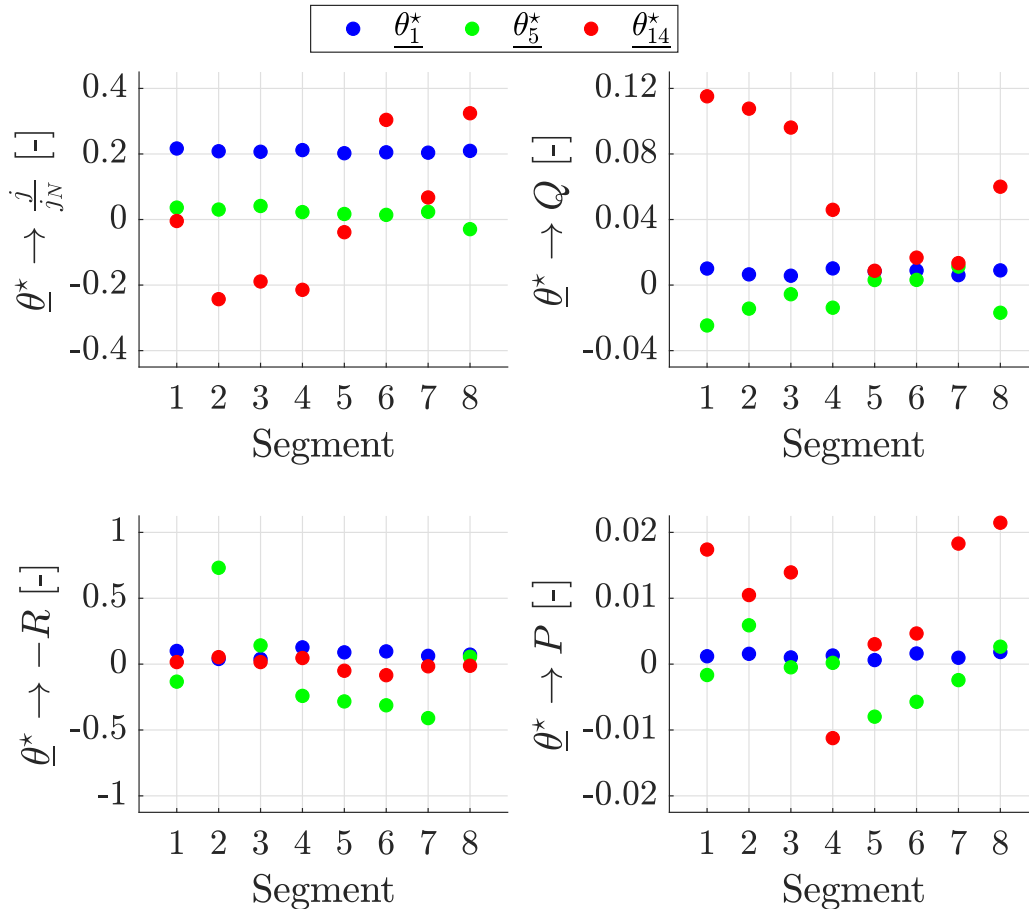 θ₁* θ₅* θ₁₄*
0.4
0.2
0
-0.2
-0.4
θ* → j/j_N [-]
1 2 3 4 5 6 7 8
Segment
0.12
0.08
0.04
0
-0.04
θ* → Q [-]
1 2 3 4 5 6 7 8
Segment
1
0.5
0
-0.5
-1
θ* → −R [-]
1 2 3 4 5 6 7 8
Segment
0.02
0.01
0
-0.01
-0.02
θ* → P [-]
1 2 3 4 5 6 7 8
Segment